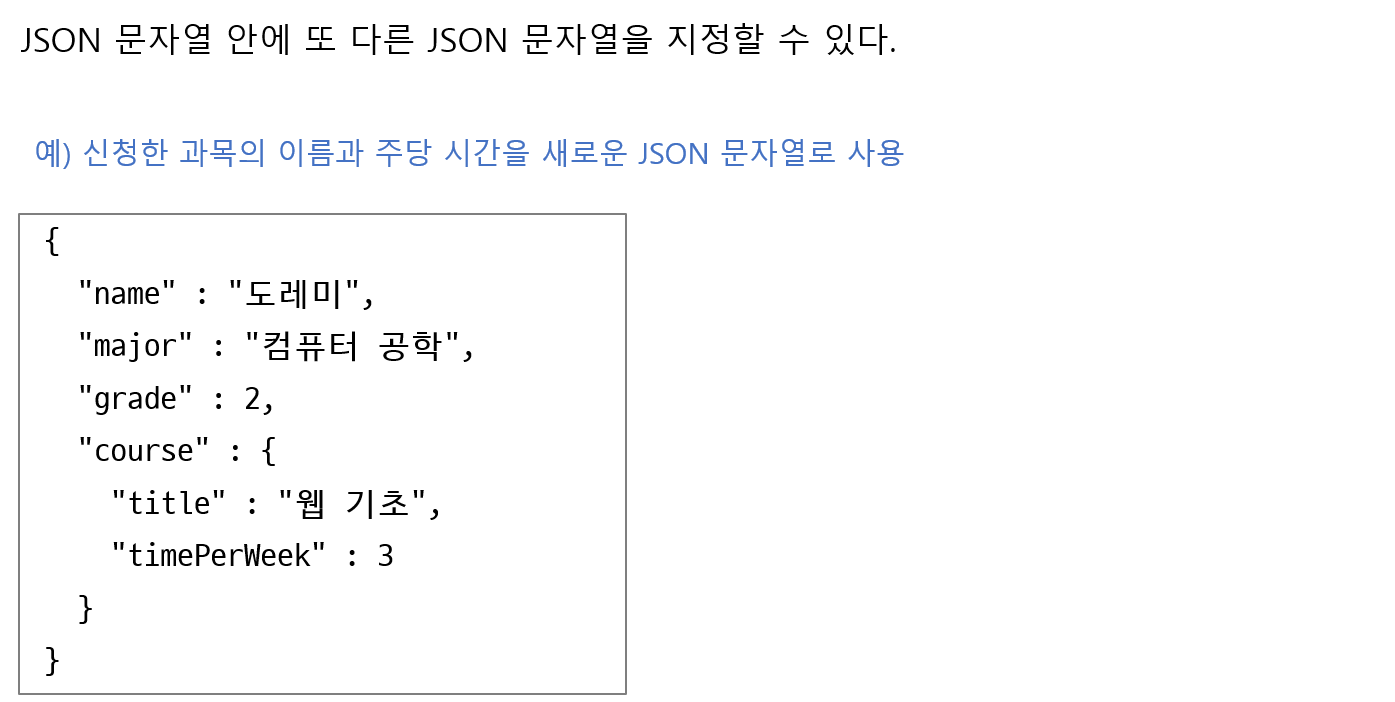 JSON 문자열 안에 또 다른 JSON 문자열을 지정할 수 있다.
예) 신청한 과목의 이름과 주당 시간을 새로운 JSON 문자열로 사용
{
  "name" : "도레미",
  "major" : "컴퓨터 공학",
  "grade" : 2,
  "course" : {
    "title" : "웹 기초",
    "timePerWeek" : 3
  }
}